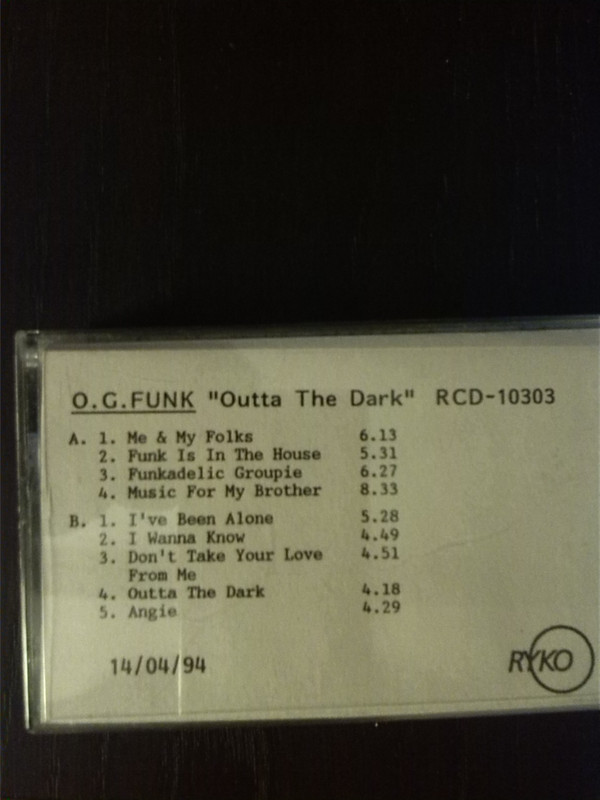 O.G.FUNK "Outta The Dark" RCD-10303
A. 1. Me & My Folks 6.13
2. Funk Is In The House 5.31
3. Funkadelic Groupie 6.27
4. Music For My Brother 8.33
B. 1. I've Been Alone 5.28
2. I Wanna Know 4.49
3. Don't Take Your Love 4.51
From Me
4. Outta The Dark 4.18
5. Angie 4.29
14/04/94
RYKO